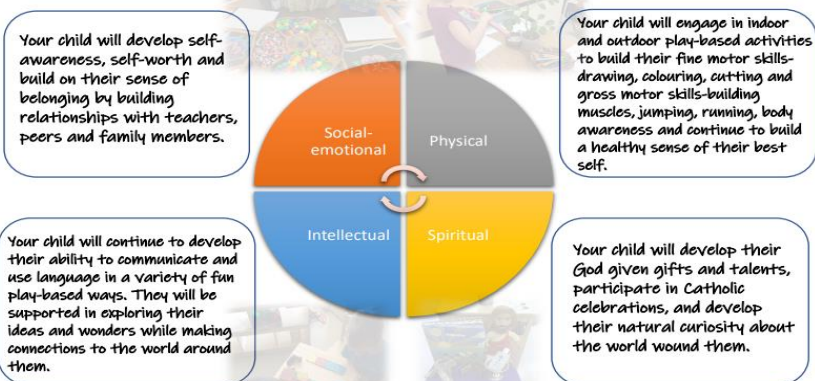 Your child will develop self-
awareness, self-worth and
build on their sense of
belonging by building
relationships with teachers,
peers and family members.
Your child will engage in indoor
and outdoor play-based activities
to build their fine motor skills-
drawing, colouring, cutting and
gross motor skills-building
muscles, jumping, running, body
awareness and continue to build
a healthy sense of their best
self.
Social-
emotional
Physical
Intellectual
Spiritual
Your child will continue to develop
their ability to communicate and
use language in a variety of fun
play-based ways. They will be
supported in exploring their
ideas and wonders while making
connections to the world around
them.
Your child will develop their
God given gifts and talents,
participate in Catholic
celebrations, and develop
their natural curiosity about
the world wound them.